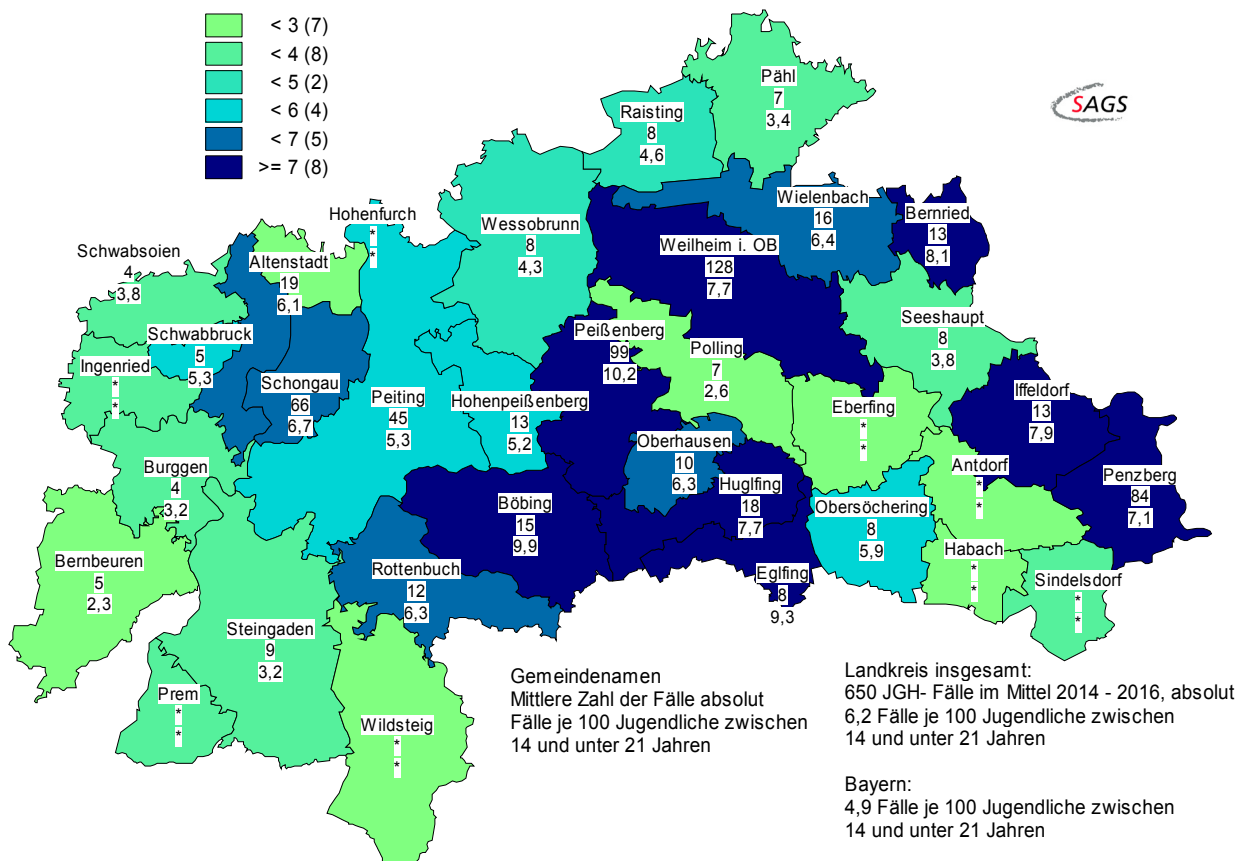 < 3 (7)
< 4 (8)
< 5 (2)
< 6 (4)
< 7 (5)
>= 7 (8)
SAGS
Pähl
7
3,4
Raisting
8
4,6
Wielenbach
16
6,4
Bernried
13
8,1
Hohenfurch
*
*
Wessobrunn
8
4,3
Weilheim i. OB
128
7,7
Schwabsoien
4
3,8
Altenstadt
19
6,1
Seeshaupt
8
3,8
Schwabbruck
5
5,3
Peißenberg
99
10,2
Polling
7
2,6
Ingenried
*
*
Schongau
66
6,7
Peiting
45
5,3
Hohenpeißenberg
13
5,2
Eberfing
*
*
Iffeldorf
13
7,9
Oberhausen
10
6,3
Burggen
4
3,2
Antdorf
*
*
Penzberg
84
7,1
Huglfing
18
7,7
Böbing
15
9,9
Obersöchering
8
5,9
Habach
*
*
Bernbeuren
5
2,3
Rottenbuch
12
6,3
Eglfing
8
9,3
Sindelsdorf
*
*
Steingaden
9
3,2
Prem
*
*
Wildsteig
*
*
Gemeindenamen
Mittlere Zahl der Fälle absolut
Fälle je 100 Jugendliche zwischen
14 und unter 21 Jahren
Landkreis insgesamt:
650 JGH- Fälle im Mittel 2014 - 2016, absolut
6,2 Fälle je 100 Jugendliche zwischen
14 und unter 21 Jahren
Bayern:
4,9 Fälle je 100 Jugendliche zwischen
14 und unter 21 Jahren